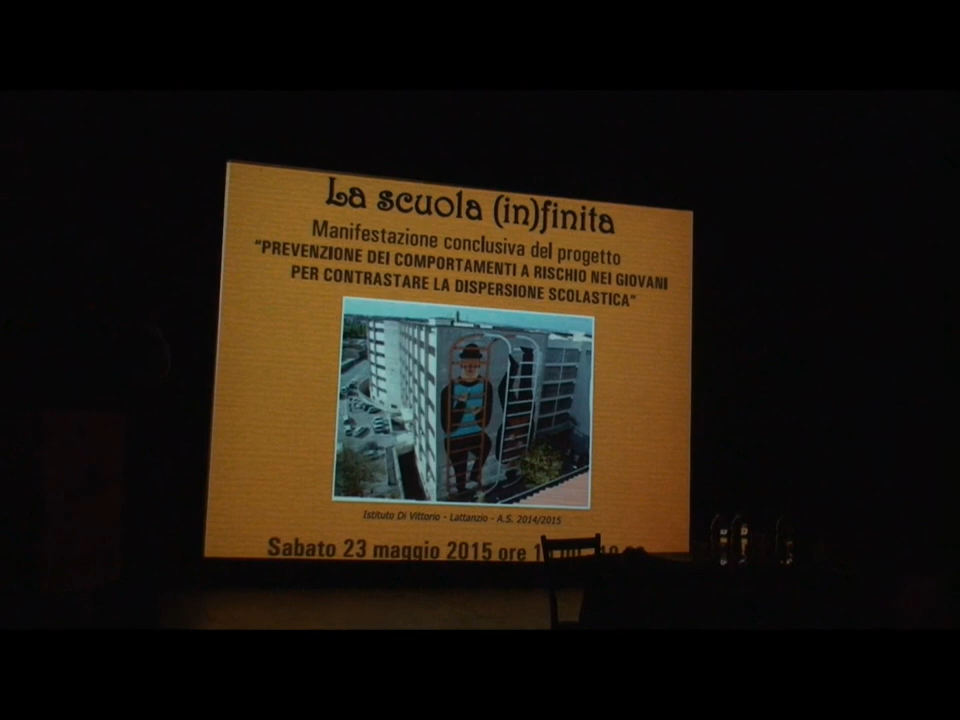 La scuola (in)finita
Manifestazione conclusiva del progetto
“PREVENZIONE DEI COMPORTAMENTI A RISCHIO NEI GIOVANI
PER CONTRASTARE LA DISPERSIONE SCOLASTICA”
Istituto Di Vittorio - Lattanzio - A.S. 2014/2015
Sabato 23 maggio 2015 ore